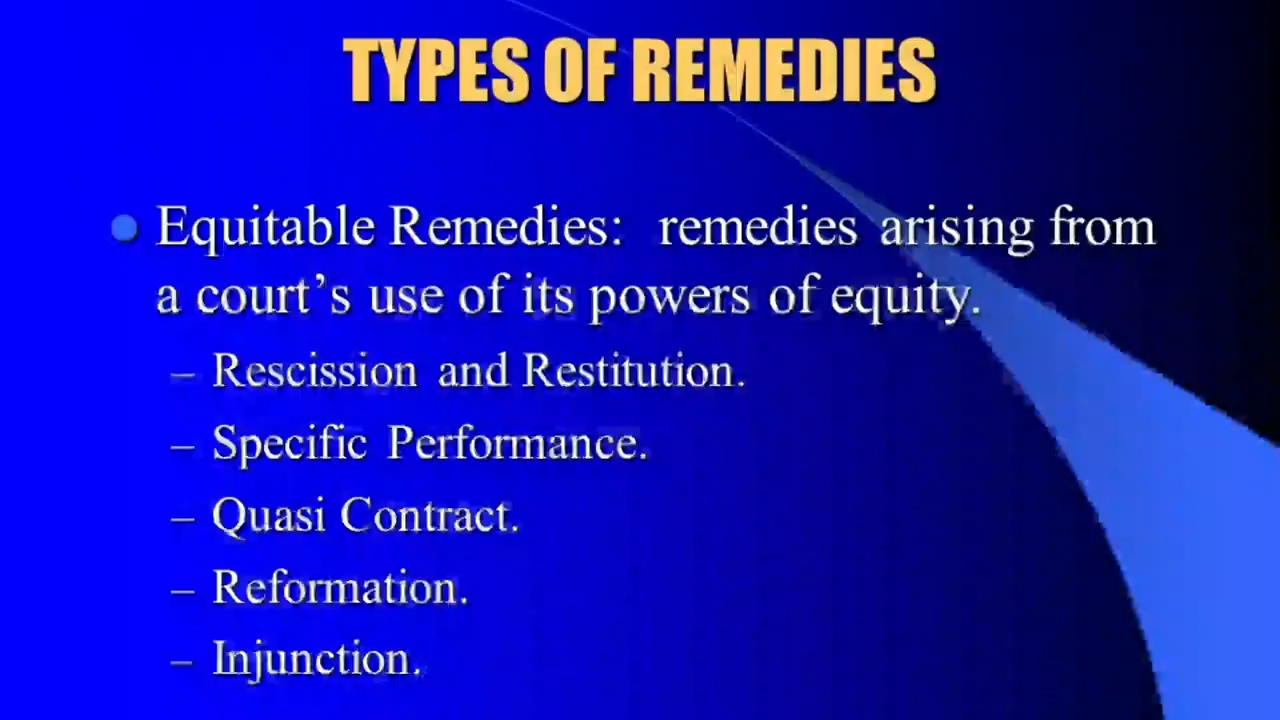 TYPES OF REMEDIES
Equitable Remedies: remedies arising from
a court’s use of its powers of equity.
– Rescission and Restitution.
– Specific Performance.
– Quasi Contract.
– Reformation.
– Injunction.